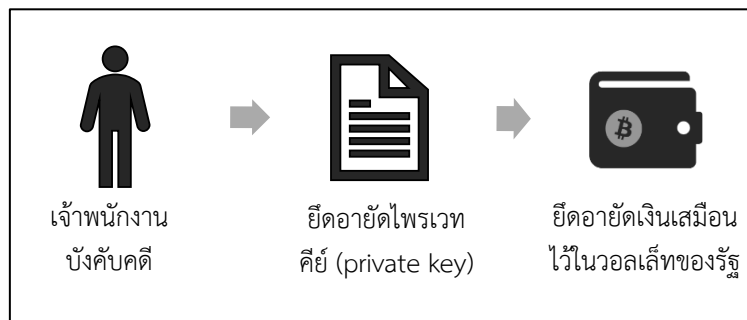 เจ้าพนักงาน
บังคับคดี
ยึดอายัดไพรเวท
คีย์ (private key)
ยึดอายัดเงินเสมือน
ไว้ในวอลเล็ทของรัฐ